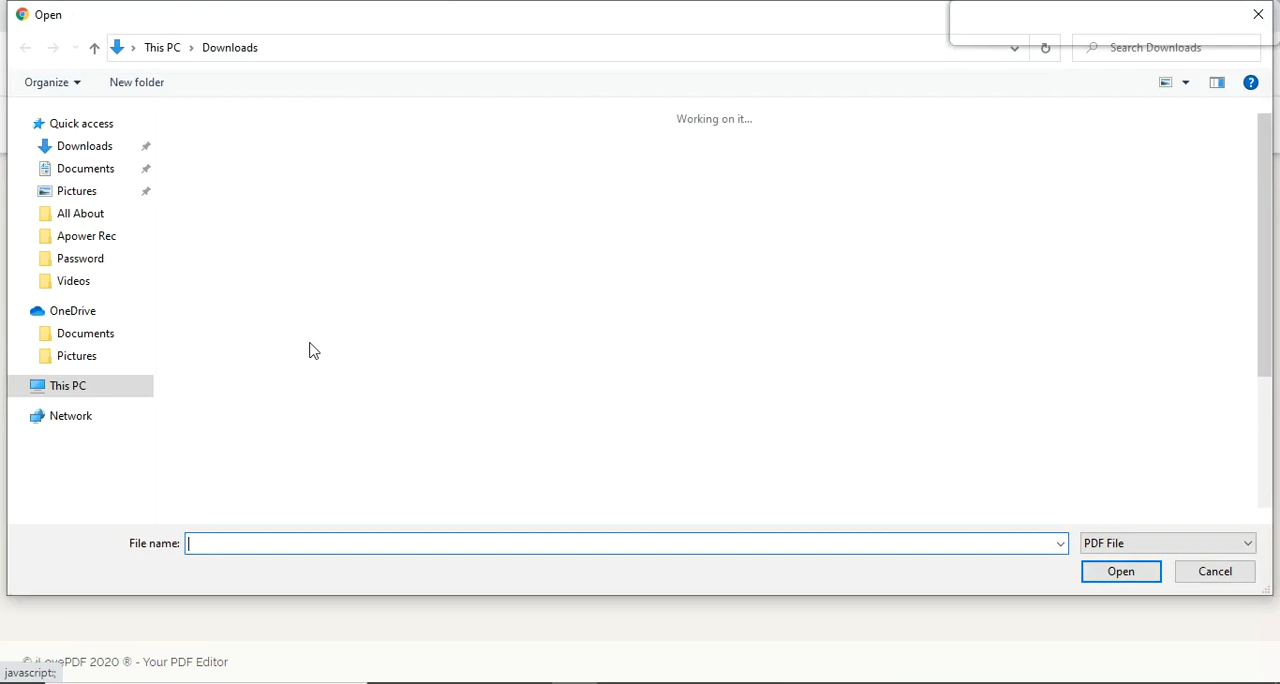 Open
This PC > Downloads
Search Downloads
Organize
New folder
Working on it...
Quick access
Downloads
Documents
Pictures
All About
Apower Rec
Password
Videos
OneDrive
Documents
Pictures
This PC
Network
File name:
PDF File
Open
Cancel
© iLovePDF 2020 ® - Your PDF Editor
javascript:;